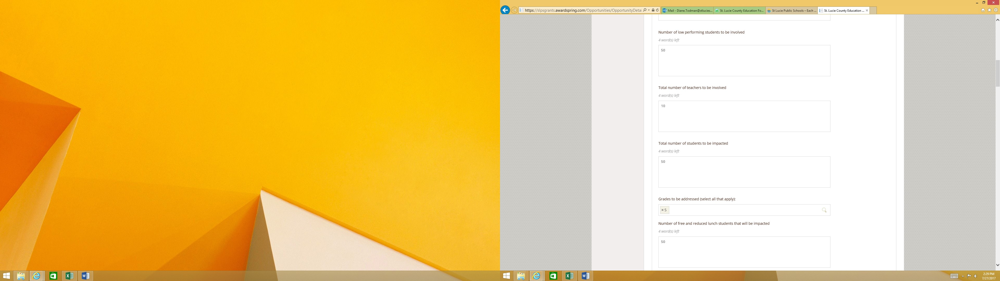 https://slpsgrants.awardspring.com/Opportunities/OpportunityDetai
Mail - Diane.Todman@stlucies...
St. Lucie County Education Fo...
St Lucie Public Schools – Each ...
St. Lucie County Education ...
Number of low performing students to be involved
4 word(s) left
50
Total number of teachers to be involved
4 word(s) left
10
Total number of students to be impacted
4 word(s) left
50
Grades to be addressed (select all that apply):
5
Number of free and reduced lunch students that will be impacted
4 word(s) left
50
2:29 PM
7/27/2017